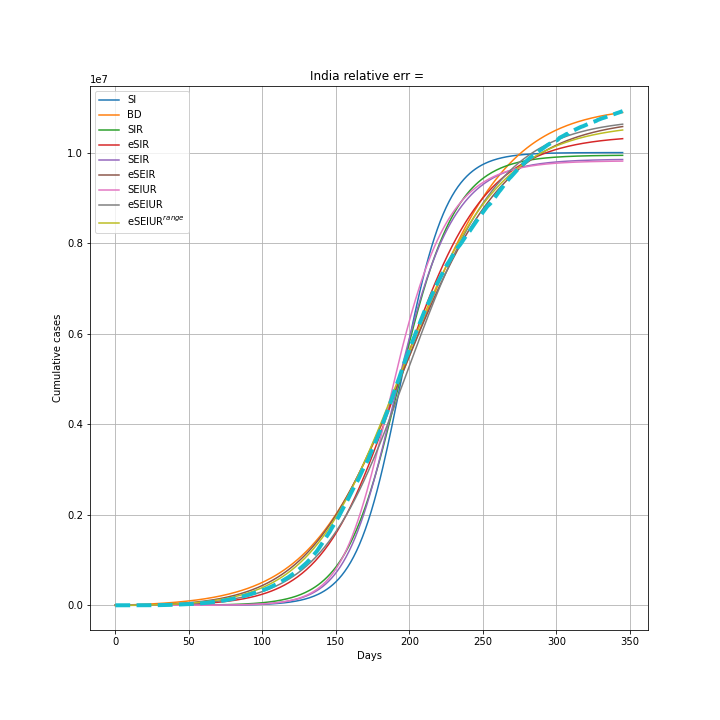 India relative err =
1e7
SI
BD
SIR
eSIR
SEIR
eSEIR
SEIUR
eSEIUR
eSEIUR^range
1.0
0.8
0.6
0.4
0.2
0.0
Cumulative cases
0 50 100 150 200 250 300 350
Days